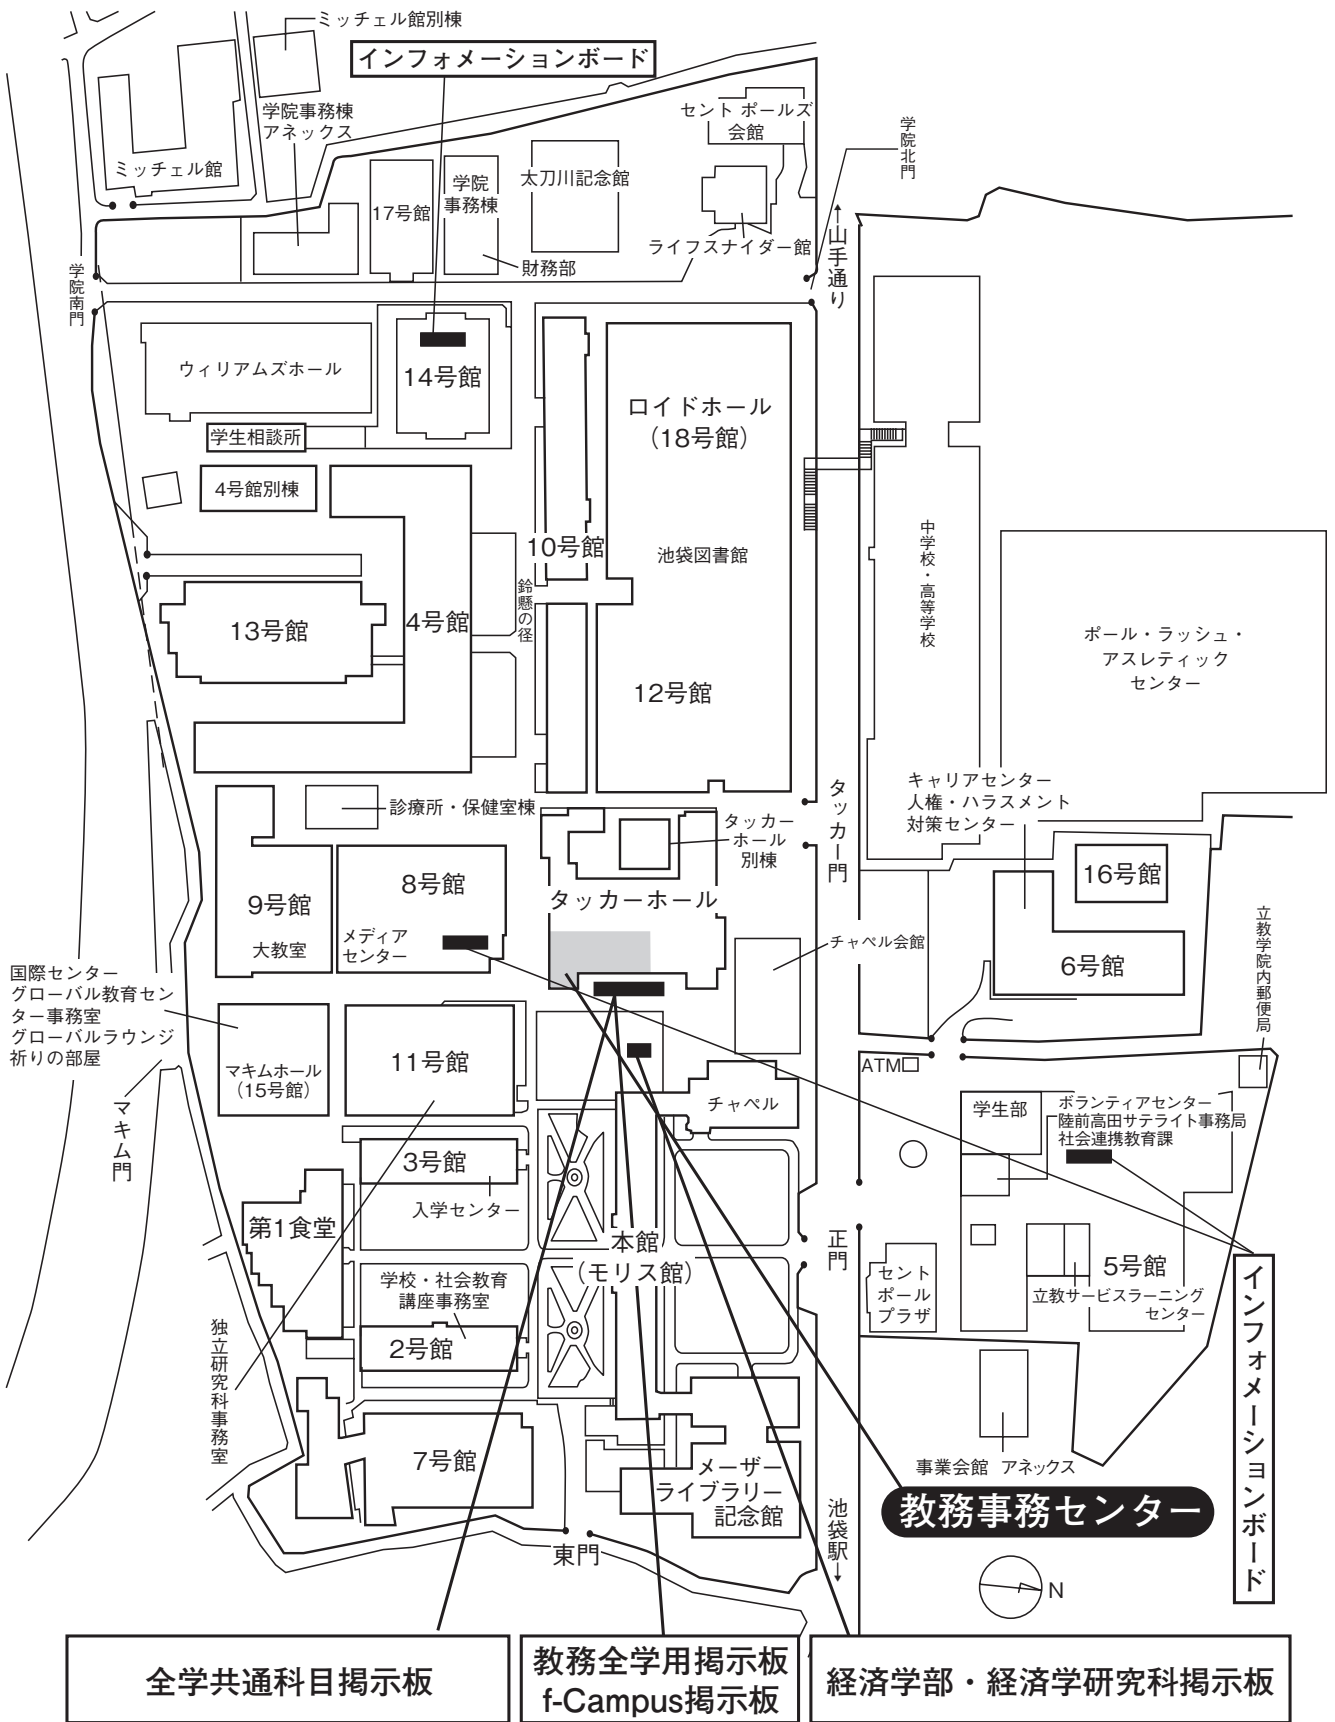 ミッチェル館別棟
インフォメーションボード
学院事務棟
アネックス
ミッチェル館
17号館
学院
事務棟
財務部
太刀川記念館
セント ポールズ
会館
ライフスナイダー館
学院北門
←山手通り
学院南門
ウィリアムズホール
14号館
学生相談所
4号館別棟
ロイドホール
(18号館)
10号館
池袋図書館
鈴懸の径
中学校・高等学校
ポール・ラッシュ・
アスレティック
センター
13号館
4号館
12号館
診療所・保健室棟
タッカー
ホール
別棟
タッカー門
キャリアセンター
人権・ハラスメント
対策センター
16号館
6号館
9号館
大教室
8号館
メディア
センター
タッカーホール
チャペル会館
立教学院内郵便局
国際センター
グローバル教育セン
ター事務室
グローバルラウンジ
祈りの部屋
マキムホール
(15号館)
11号館
チャペル
ATM
学生部
ボランティアセンター
陸前高田サテライト事務局
社会連携教育課
マキム門
3号館
入学センター
第1食堂
本館
(モリス館)
正門
セント
ポール
プラザ
5号館
立教サービスラーニング
センター
学校・社会教育
講座事務室
2号館
独立研究科事務室
7号館
メーザー
ライブラリー
記念館
事業会館 アネックス
インフォメーションボード
教務事務センター
池袋駅→
東門
N
全学共通科目掲示板
教務全学用掲示板
f-Campus掲示板
経済学部・経済学研究科掲示板